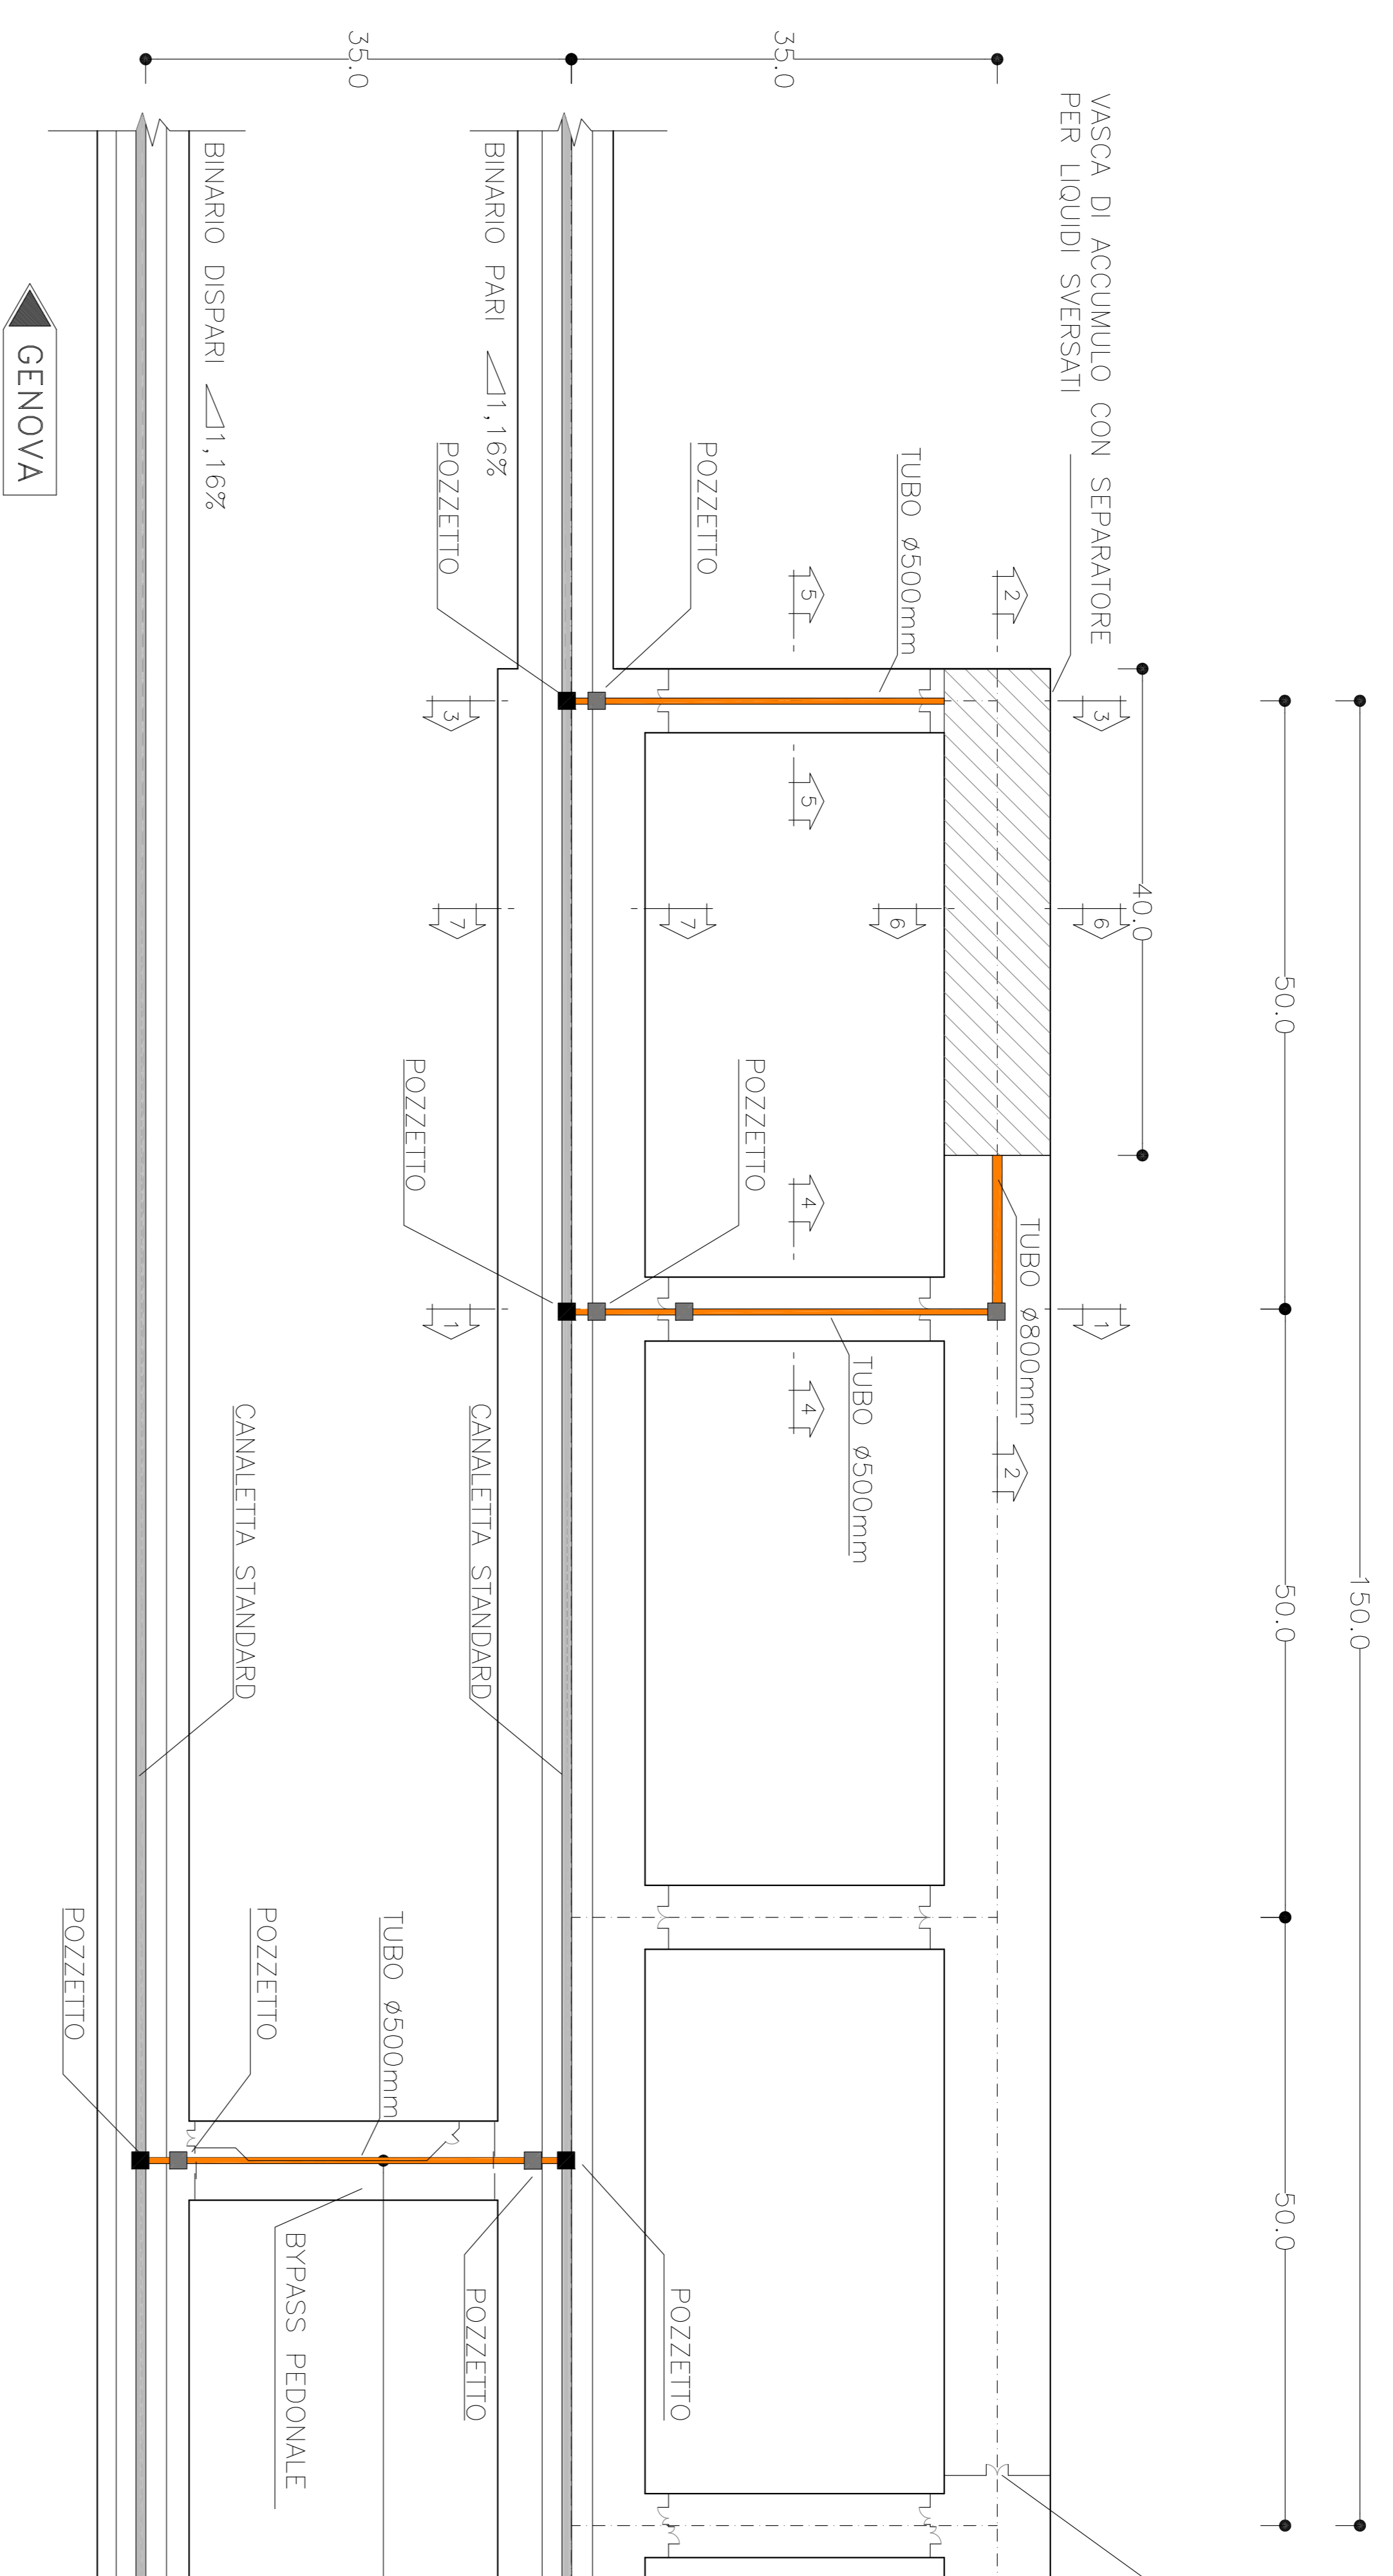 150.0
50.0
50.0
50.0
40.0
35.0
35.0
VASCA DI ACCUMULO CON SEPARATORE
PER LIQUIDI SVERSATI
2
3
6
1
TUBO Ø800mm
2
TUBO Ø500mm
5
5
6
4
TUBO Ø500mm
4
POZZETTO
7
POZZETTO
POZZETTO
BINARIO PARI 1,16%
POZZETTO
3
7
POZZETTO
1
CANALETTA STANDARD
POZZETTO
TUBO Ø500mm
BYPASS PEDONALE
POZZETTO
BINARIO DISPARI 1,16%
CANALETTA STANDARD
POZZETTO
GENOVA